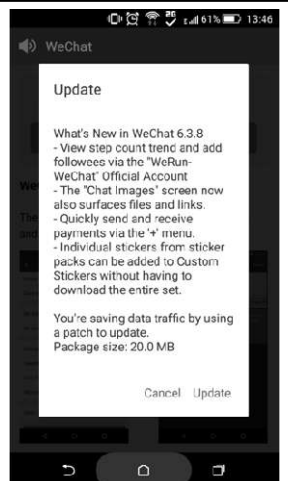 61% 13:46
WeChat
Update
What's New in WeChat 6.3.8
- View step count trend and add
followees via the "WeRun-
WeChat" Official Account
- The "Chat Images" screen now
also surfaces files and links.
- Quickly send and receive
payments via the '+' menu.
- Individual stickers from sticker
packs can be added to Custom
Stickers without having to
download the entire set.
You're saving data traffic by using
a patch to update.
Package size: 20.0 MB
Cancel Update